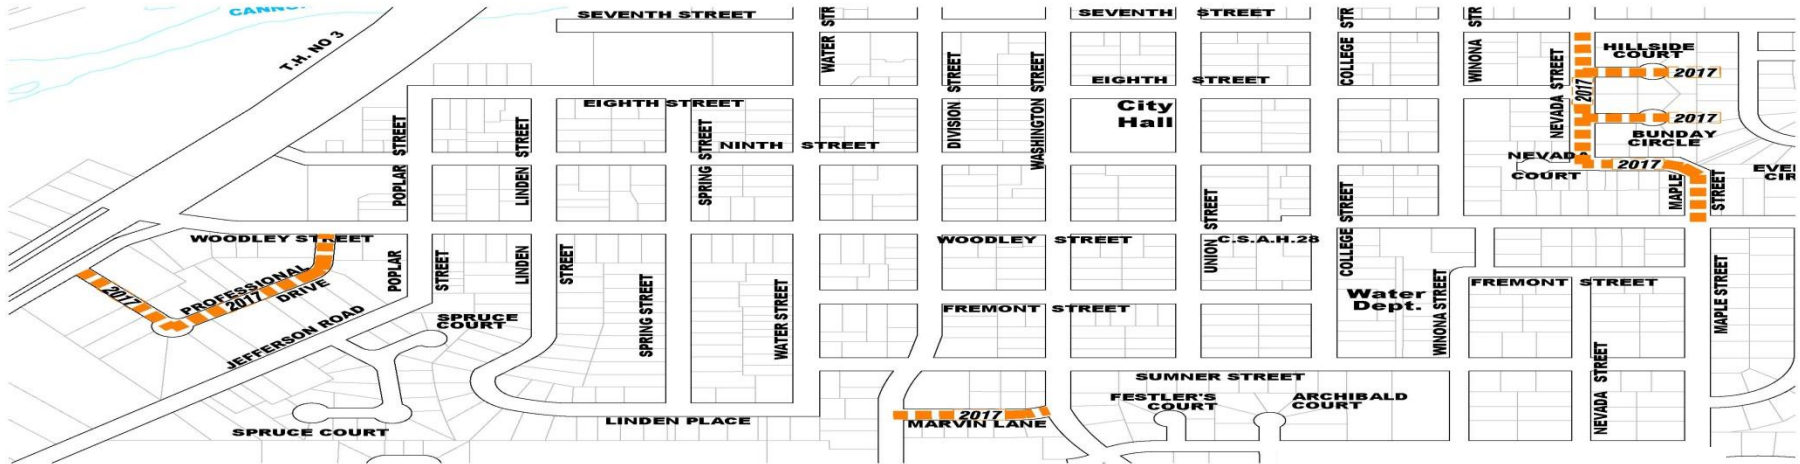 CANNO
SEVENTH STREET
WATER STR
SEVENTH STREET
COLLEGE STR
WINONA STR
T.H. NO 3
DIVISION STREET
WASHINGTON STREET
EIGHTH STREET
NEVADA STREET
2017
HILLSIDE
COURT
2017
EIGHTH STREET
City
Hall
2017
BUNDAY
CIRCLE
POPLAR STREET
LINDEN STREET
SPRING STREET
NINTH STREET
NEVADA
COURT
2017
MAPLE STREET
EVE
CIR
UNION STREET
COLLEGE STREET
WOODLEY STREET
WOODLEY STREET
C.S.A.H.28
PROFESSIONAL
DRIVE
2017
2017
POPLAR STREET
LINDEN STREET
SPRING STREET
WATER STREET
JEFFERSON ROAD
SPRUCE
COURT
FREMONT STREET
Water
Dept.
WINONA STREET
FREMONT STREET
MAPLE STREET
NEVADA STREET
SUMNER STREET
FESTLER'S
COURT
ARCHIBALD
COURT
2017
MARVIN LANE
LINDEN PLACE
SPRUCE COURT